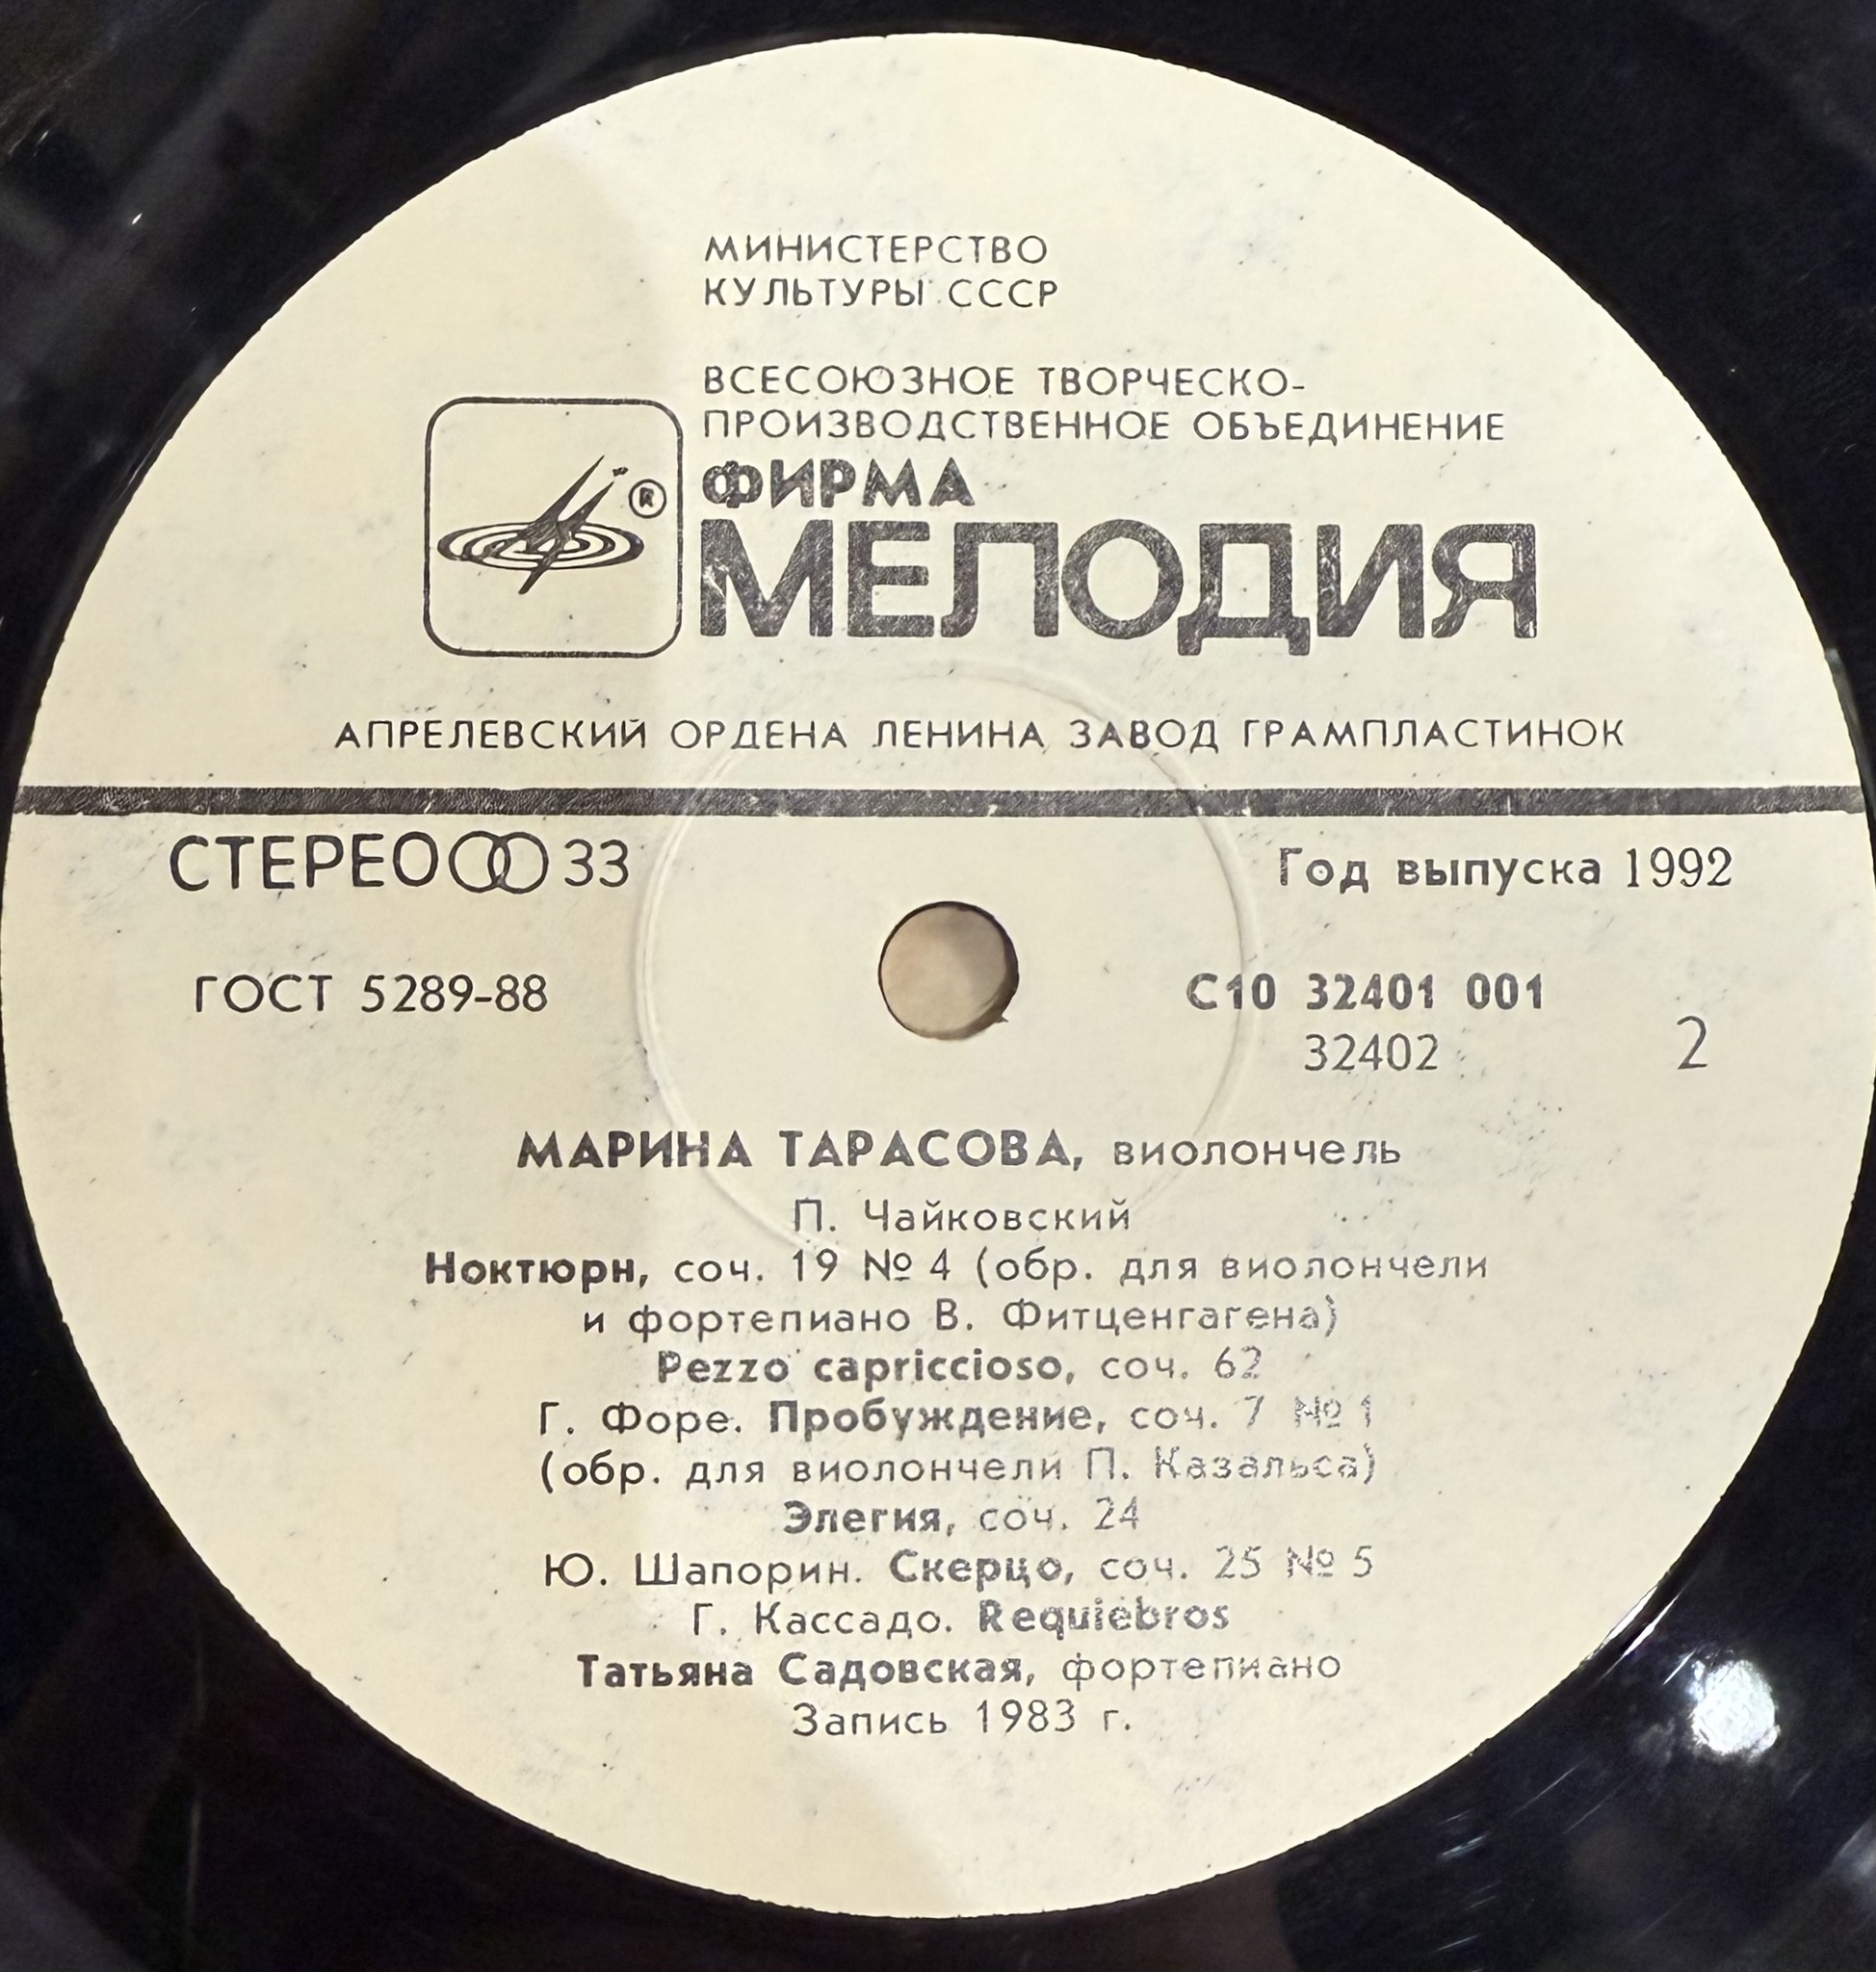 МИНИСТЕРСТВО
КУЛЬТУРЫ СССР
ВСЕСОЮЗНОЕ ТВОРЧЕСКО-
ПРОИЗВОДСТВЕННОЕ ОБЪЕДИНЕНИЕ
ФИРМА
МЕЛОДИЯ
®
АПРЕЛЕВСКИЙ ОРДЕНА ЛЕНИНА ЗАВОД ГРАМПЛАСТИНОК
СТЕРЕО 33
Год выпуска 1992
ГОСТ 5289-88
С10 32401 001
32402
2
МАРИНА ТАРАСОВА, виолончель
П. Чайковский
Ноктюрн, соч. 19 № 4 (обр. для виолончели
и фортепиано В. Фитценгагена)
Pezzo capriccioso, соч. 62
Г. Форе. Пробуждение, соч. 7 № 1
(обр. для виолончели П. Казальса)
Элегия, соч. 24
Ю. Шапорин. Скерцо, соч. 25 № 5
Г. Кассадо. Requiebros
Татьяна Садовская, фортепиано
Запись 1983 г.